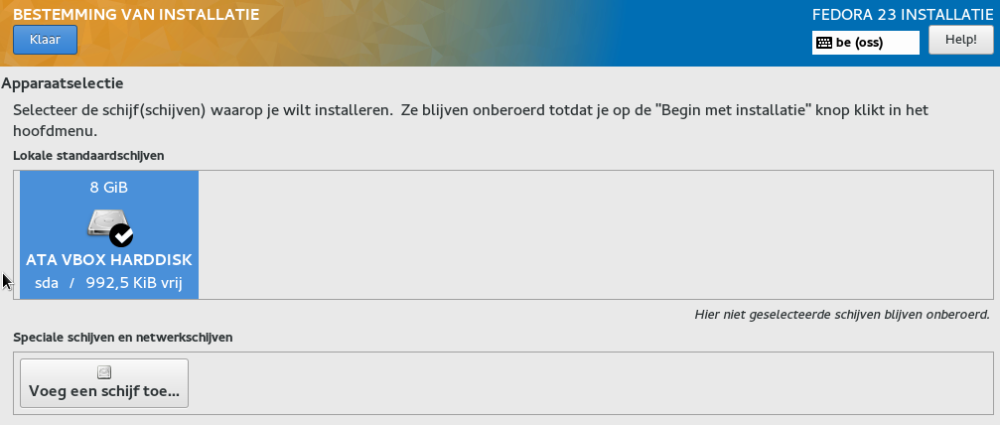 BESTEMMING VAN INSTALLATIE
FEDORA 23 INSTALLATIE
Klaar
be (oss)
Help!
Apparaatselectie
Selecteer de schijf(schijven) waarop je wilt installeren. Ze blijven onberoerd totdat je op de "Begin met installatie" knop klikt in het
hoofdmenu.
Lokale standaardschijven
8 GiB
ATA VBOX HARDDISK
sda / 992,5 KiB vrij
Hier niet geselecteerde schijven blijven onberoerd.
Speciale schijven en netwerkschijven
Voeg een schijf toe...